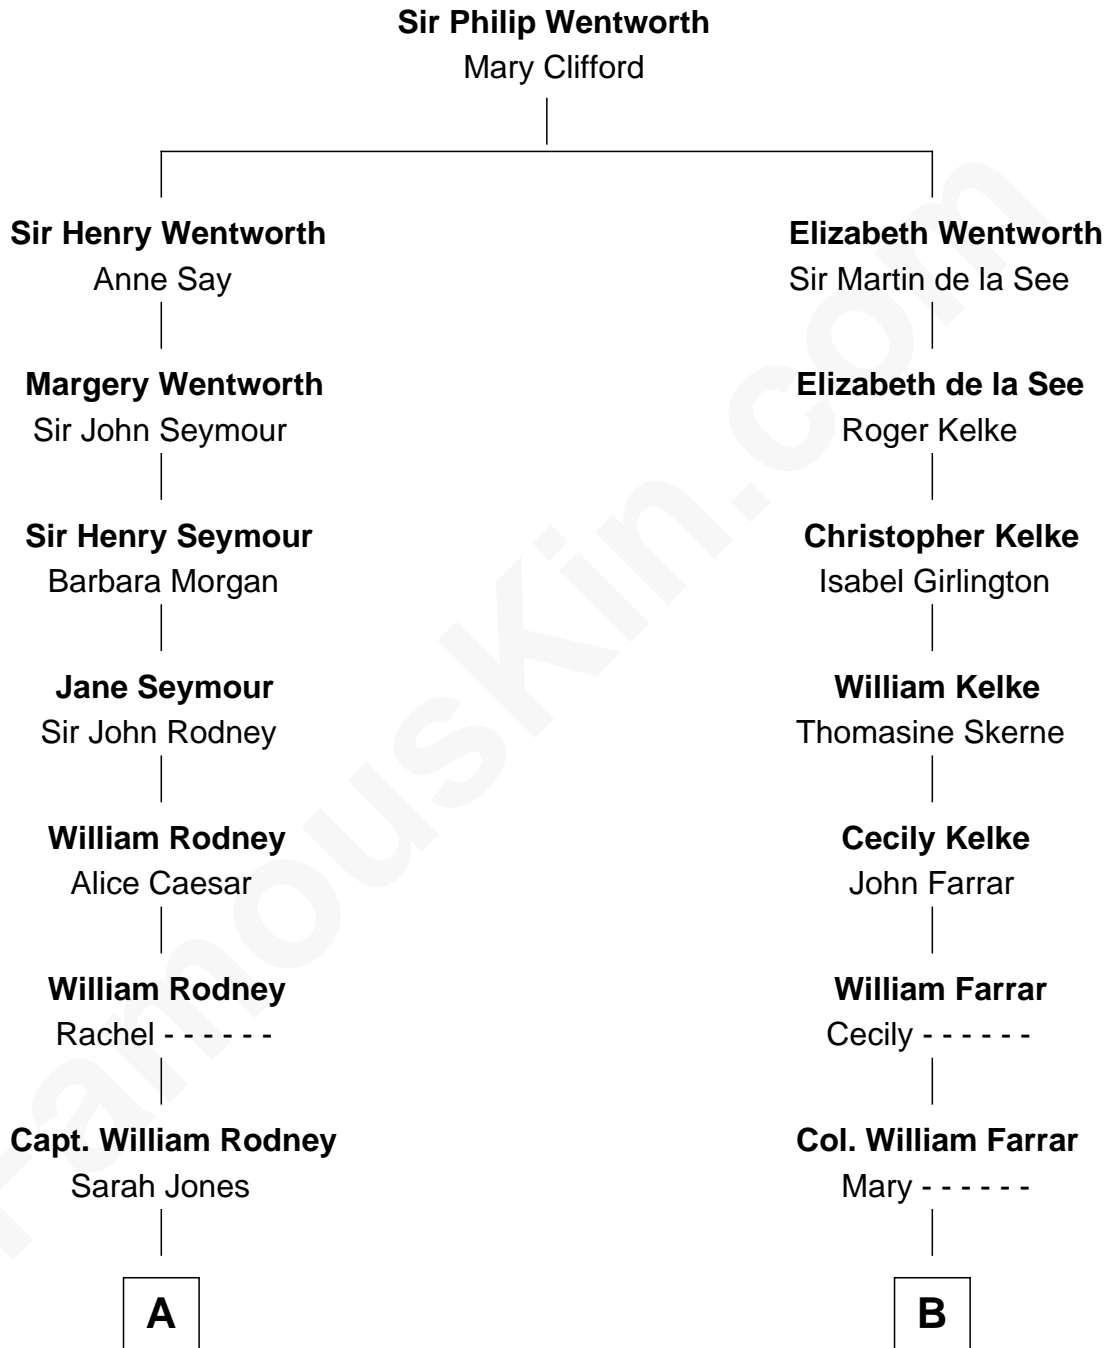 Sir Philip Wentworth
Mary Clifford
Sir Henry Wentworth
Anne Say
Elizabeth Wentworth
Sir Martin de la See
Margery Wentworth
Sir John Seymour
Elizabeth de la See
Roger Kelke
Sir Henry Seymour
Barbara Morgan
Christopher Kelke
Isabel Girlington
Jane Seymour
Sir John Rodney
William Kelke
Thomasine Skerne
William Rodney
Alice Caesar
Cecily Kelke
John Farrar
William Rodney
Rachel - - - - - -
William Farrar
Cecily - - - - - -
Capt. William Rodney
Sarah Jones
Col. William Farrar
Mary - - - - - -
A
B
FamousKin.com